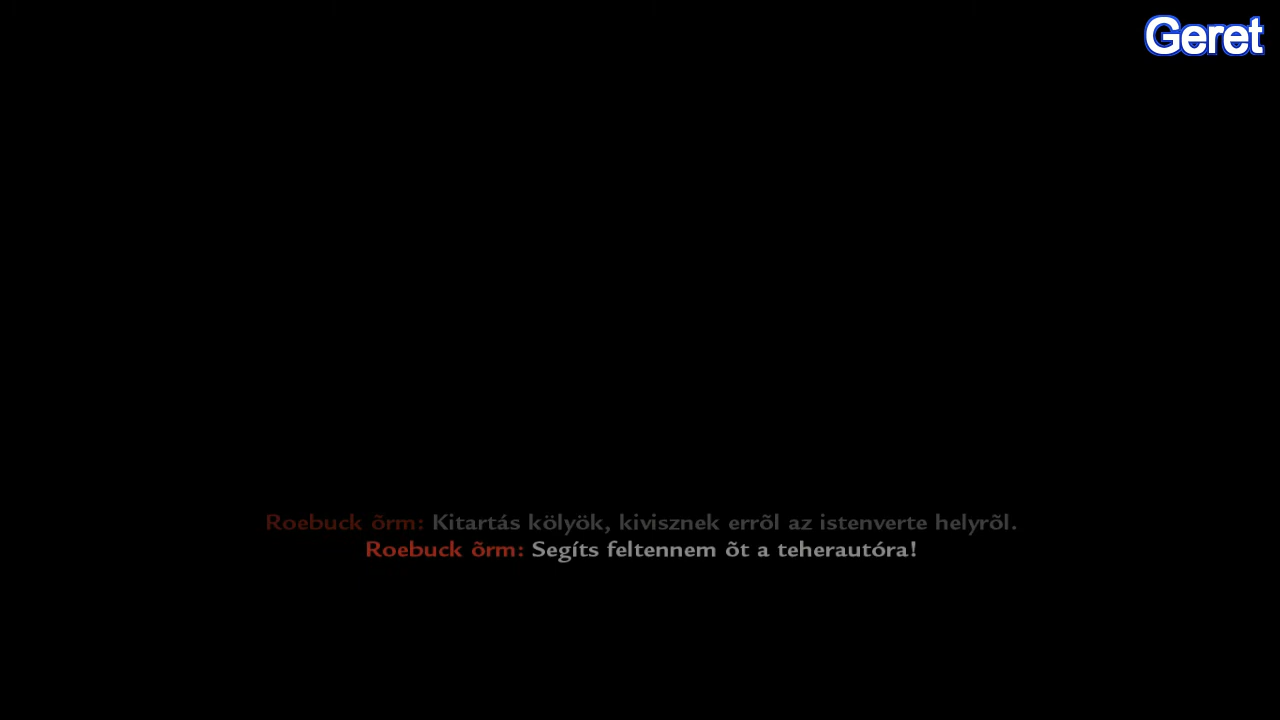 Geret
Roebuck õrm: Kitartás kölyök, kivisznek errõl az istenverte helyrõl.
Roebuck õrm: Segíts feltennem õt a teherautóra!